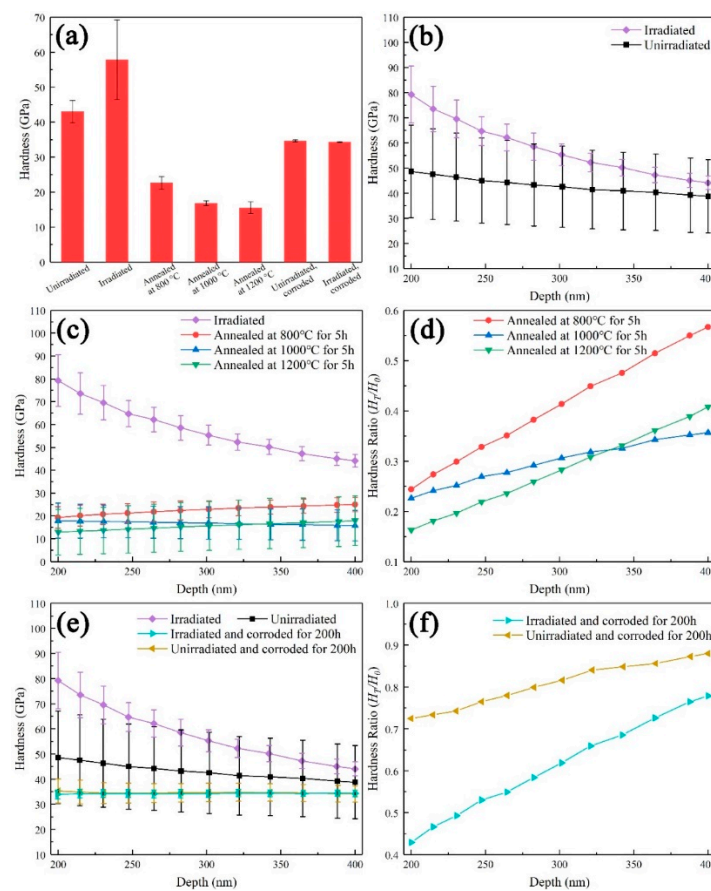 (a)
Hardness (GPa)
70
60
50
40
30
20
10
0
Unirradiated
Irradiated
Annealed at 800 °C
Annealed at 1000 °C
Annealed at 1200 °C
Unirradiated, corroded
Irradiated, corroded
(b)
Irradiated
Unirradiated
Hardness (GPa)
110
100
90
80
70
60
50
40
30
20
10
200 250 300 350 400
Depth (nm)
(c)
Irradiated
Annealed at 800°C for 5h
Annealed at 1000°C for 5h
Annealed at 1200°C for 5h
Hardness (GPa)
110
100
90
80
70
60
50
40
30
20
10
0
200 250 300 350 400
Depth (nm)
(d)
Annealed at 800°C for 5h
Annealed at 1000°C for 5h
Annealed at 1200°C for 5h
Hardness Ratio (HT/H0)
0.6
0.5
0.4
0.3
0.2
0.1
200 250 300 350 400
Depth (nm)
(e)
Irradiated Unirradiated
Irradiated and corroded for 200h
Unirradiated and corroded for 200h
Hardness (GPa)
110
100
90
80
70
60
50
40
30
20
10
200 250 300 350 400
Depth (nm)
(f)
Irradiated and corroded for 200h
Unirradiated and corroded for 200h
Hardness Ratio (HT/H0)
1.0
0.9
0.8
0.7
0.6
0.5
0.4
200 250 300 350 400
Depth (nm)